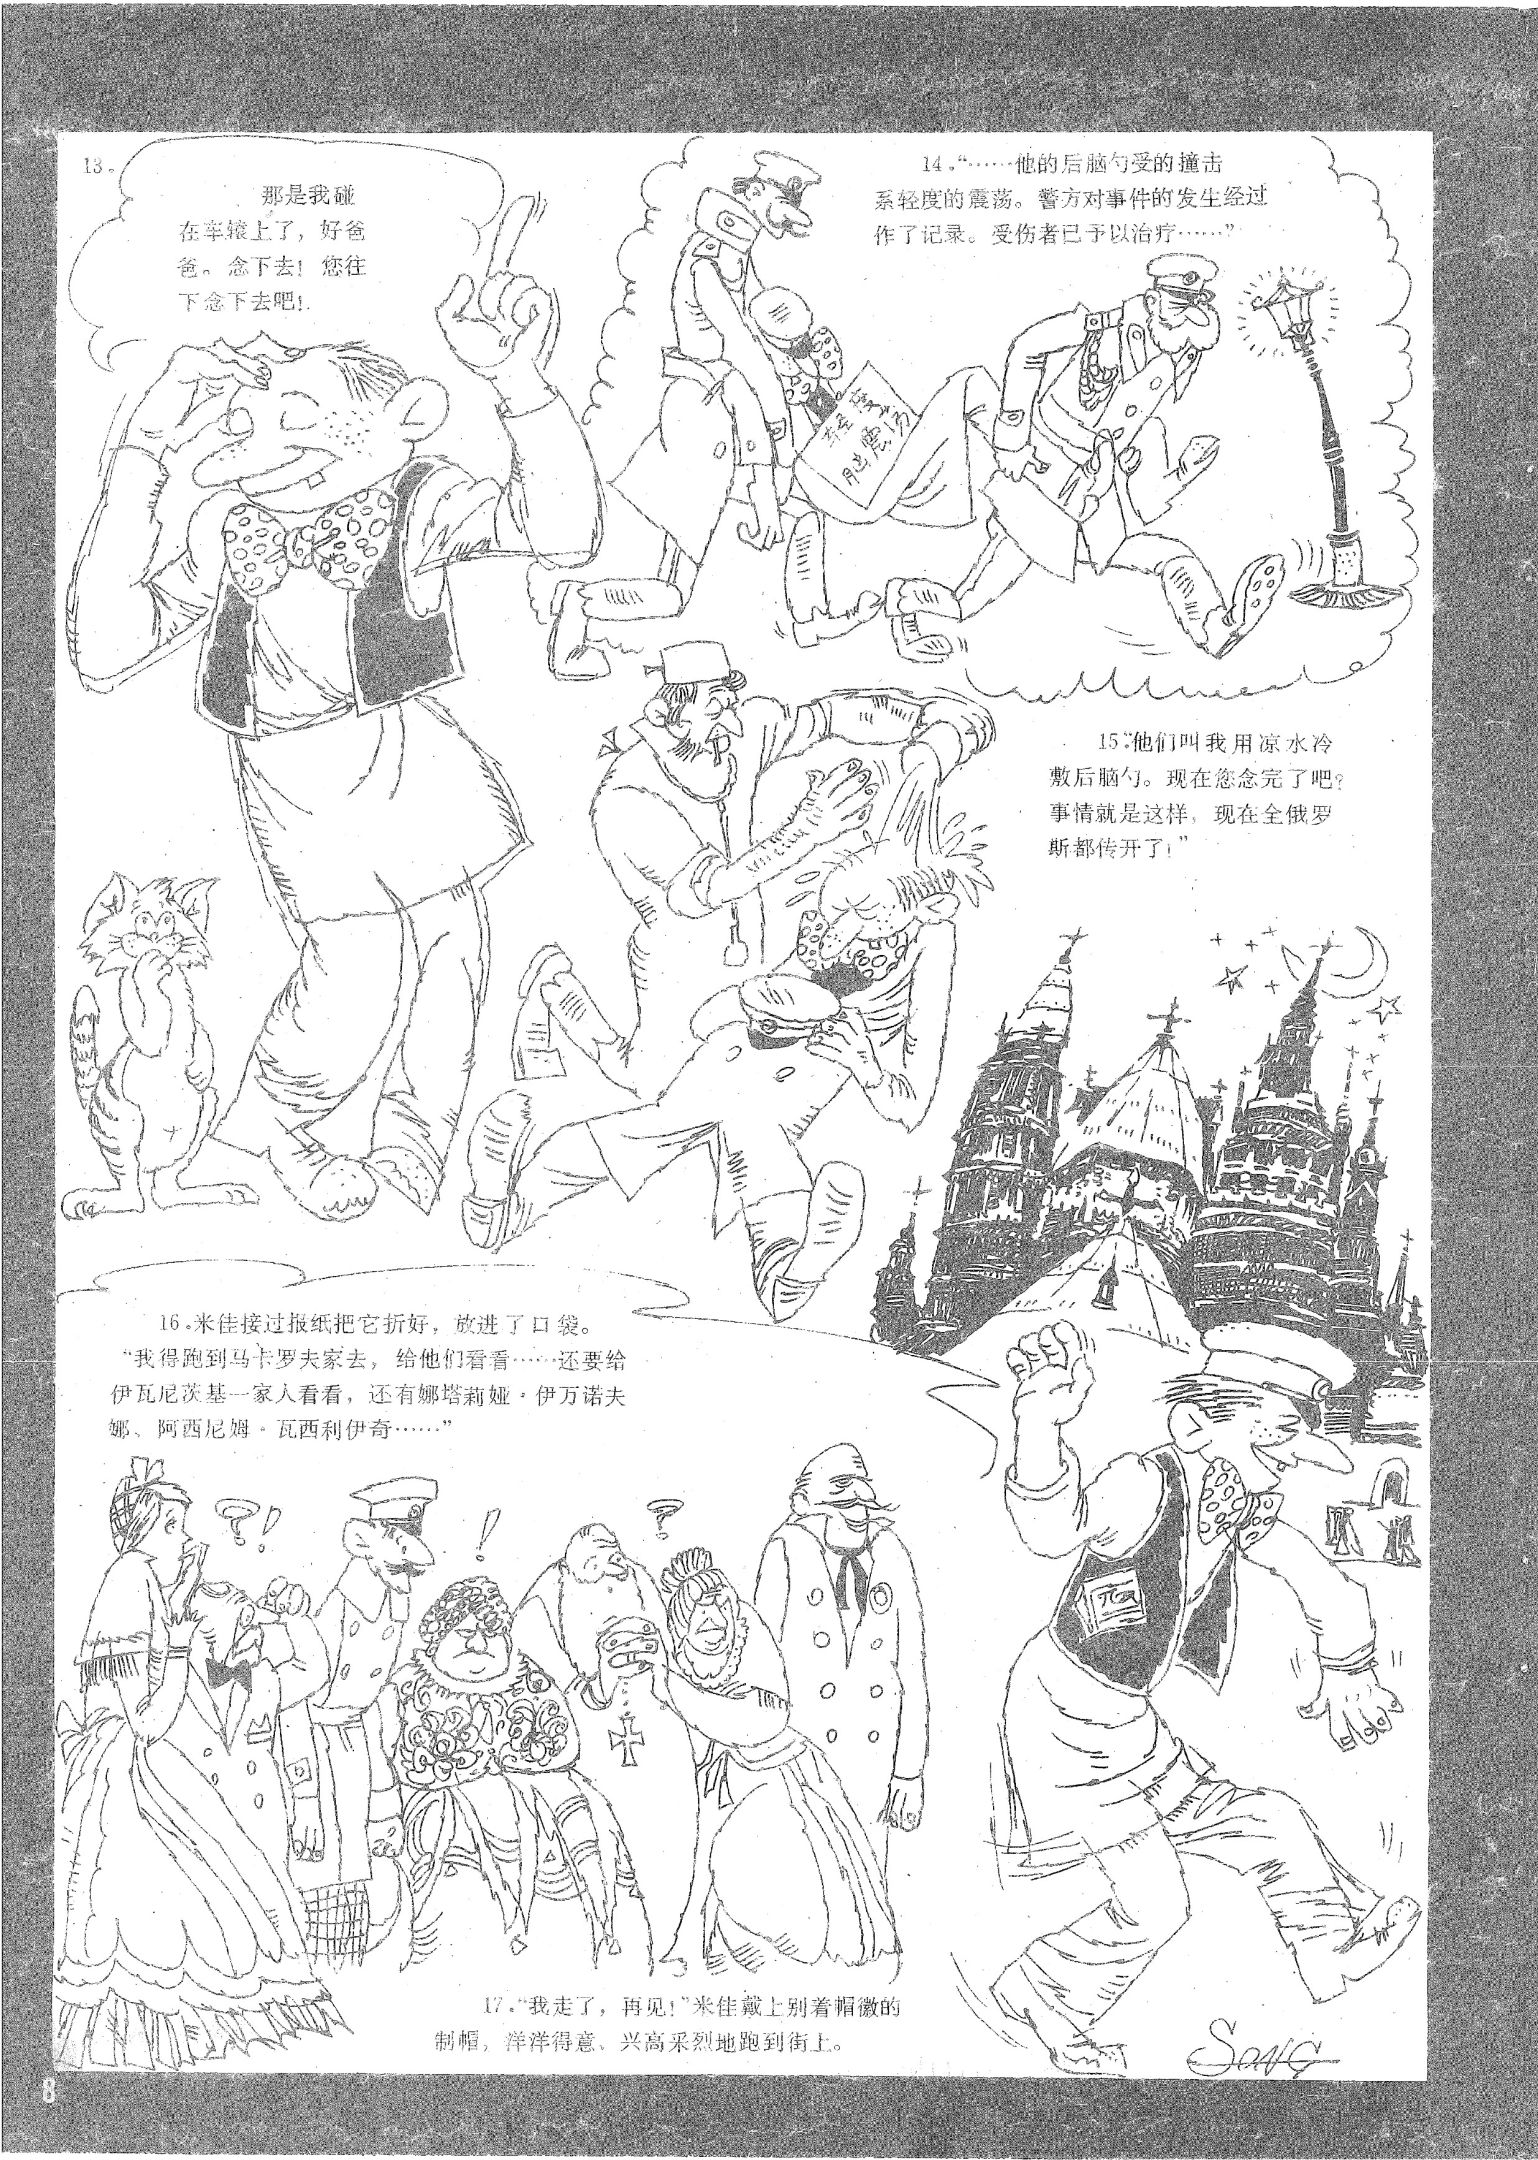 13。
那是我碰
在车辕上了，好爸
爸。念下去！您往
下念下去吧！
14。“……他的后脑勺受的撞击
系轻度的震荡。警方对事件的发生经过
作了记录。受伤者已予以治疗……”
轻震
15。“他们叫我用凉水冷
敷后脑勺。现在您念完了吧？
事情就是这样，现在全俄罗
斯都传开了！”
16。米佳接过报纸把它折好，放进了口袋。
“我得跑到马卡罗夫家去，给他们看看……还要给
伊瓦尼茨基一家人看看，还有娜塔莉娅·伊万诺夫
娜、阿西尼姆·瓦西利伊奇……”
?!
!
?
17。“我走了，再见！”米佳戴上别着帽徽的
制帽，洋洋得意、兴高采烈地跑到街上。
SONG
8